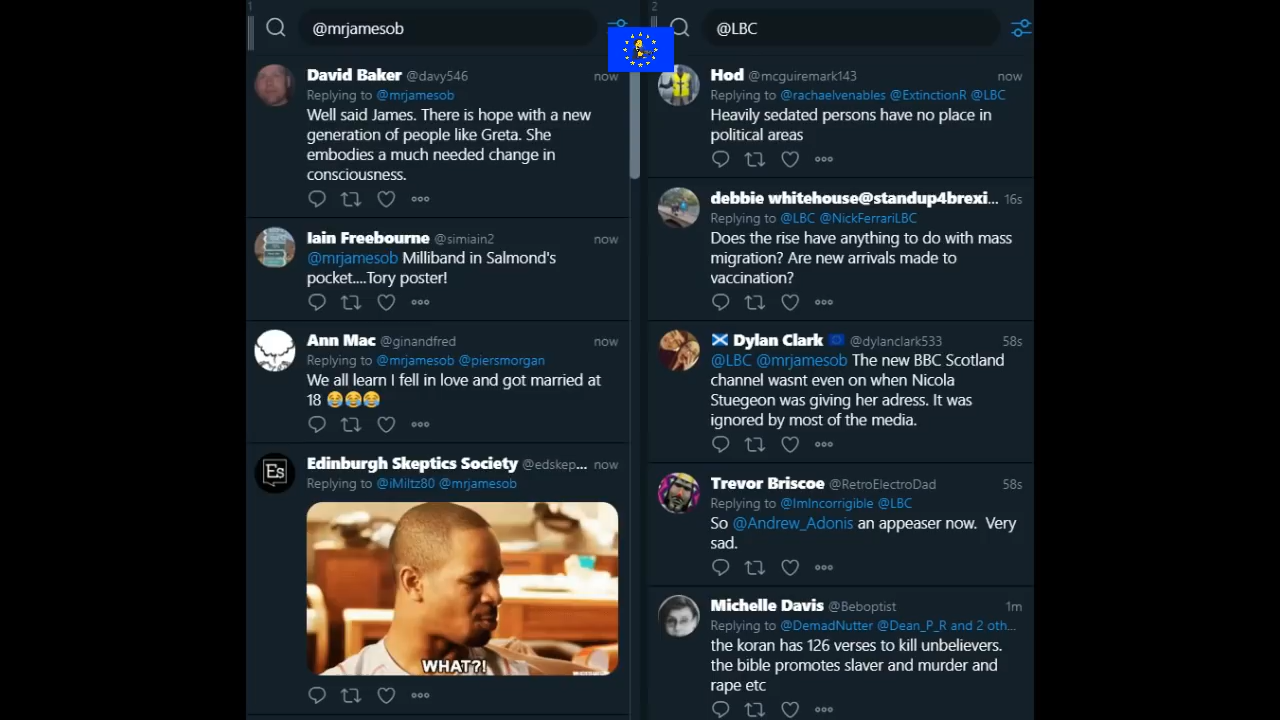 1
@mrjamesob
David Baker @davy546 now
Replying to @mrjamesob
Well said James. There is hope with a new
generation of people like Greta. She
embodies a much needed change in
consciousness.
Iain Freebourne @simiain2 now
@mrjamesob Milliband in Salmond's
pocket....Tory poster!
Ann Mac @ginandfred now
Replying to @mrjamesob @piersmorgan
We all learn I fell in love and got married at
18 😂😂😂
Es
Edinburgh Skeptics Society @edskep... now
Replying to @iMiltz80 @mrjamesob
WHAT?!
2
@LBC
Hod @mcguiremark143 now
Replying to @rachaelvenables @ExtinctionR @LBC
Heavily sedated persons have no place in
political areas
debbie whitehouse@standup4brexi... 16s
Replying to @LBC @NickFerrariLBC
Does the rise have anything to do with mass
migration? Are new arrivals made to
vaccination?
🏴󠁧󠁢󠁳󠁣󠁴󠁿 Dylan Clark 🇪🇺 @dylanclark533 58s
@LBC @mrjamesob The new BBC Scotland
channel wasnt even on when Nicola
Stuegeon was giving her adress. It was
ignored by most of the media.
Trevor Briscoe @RetroElectroDad 58s
Replying to @ImIncorrigible @LBC
So @Andrew_Adonis an appeaser now. Very
sad.
Michelle Davis @Beboptist 1m
Replying to @DemadNutter @Dean_P_R and 2 oth...
the koran has 126 verses to kill unbelievers.
the bible promotes slaver and murder and
rape etc